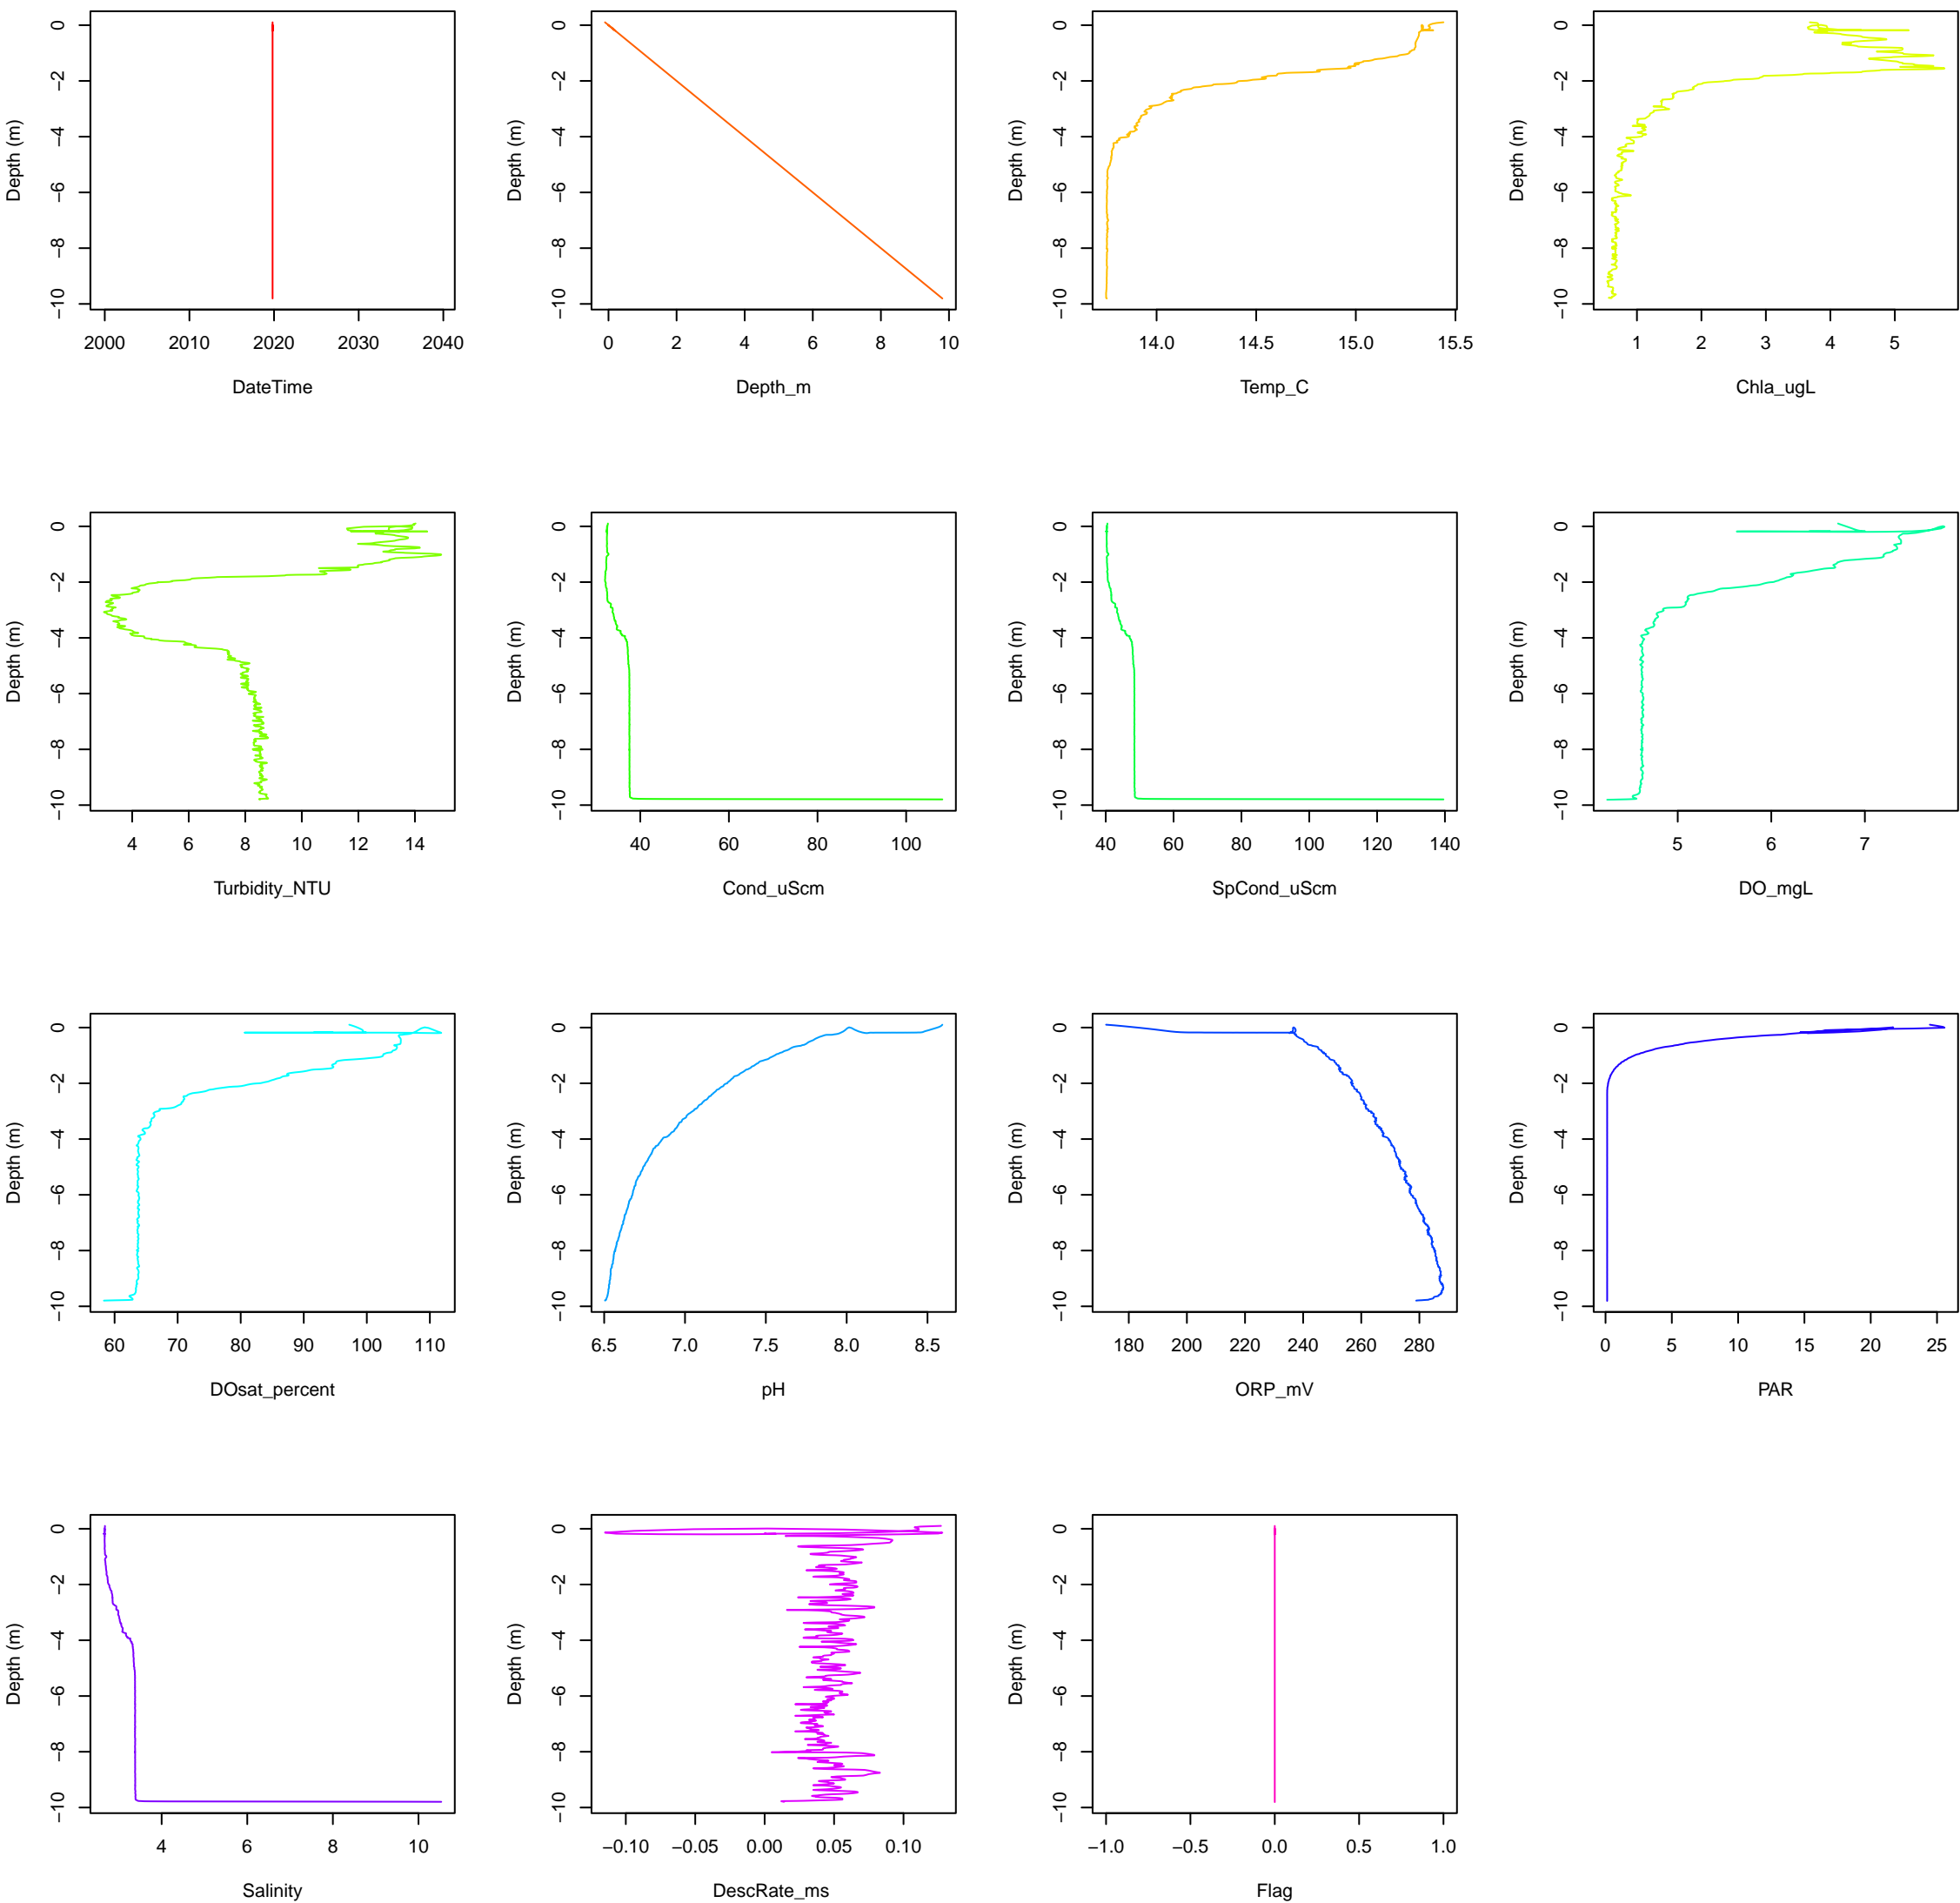 0
−2
−4
−6
−8
−10
Depth (m)
2000 2010 2020 2030 2040
DateTime
0
−2
−4
−6
−8
−10
Depth (m)
0 2 4 6 8 10
Depth_m
0
−2
−4
−6
−8
−10
Depth (m)
14.0 14.5 15.0 15.5
Temp_C
0
−2
−4
−6
−8
−10
Depth (m)
1 2 3 4 5
Chla_ugL
0
−2
−4
−6
−8
−10
Depth (m)
4 6 8 10 12 14
Turbidity_NTU
0
−2
−4
−6
−8
−10
Depth (m)
40 60 80 100
Cond_uScm
0
−2
−4
−6
−8
−10
Depth (m)
40 60 80 100 120 140
SpCond_uScm
0
−2
−4
−6
−8
−10
Depth (m)
5 6 7
DO_mgL
0
−2
−4
−6
−8
−10
Depth (m)
60 70 80 90 100 110
DOsat_percent
0
−2
−4
−6
−8
−10
Depth (m)
6.5 7.0 7.5 8.0 8.5
pH
0
−2
−4
−6
−8
−10
Depth (m)
180 200 220 240 260 280
ORP_mV
0
−2
−4
−6
−8
−10
Depth (m)
0 5 10 15 20 25
PAR
0
−2
−4
−6
−8
−10
Depth (m)
4 6 8 10
Salinity
0
−2
−4
−6
−8
−10
Depth (m)
−0.10 −0.05 0.00 0.05 0.10
DescRate_ms
0
−2
−4
−6
−8
−10
Depth (m)
−1.0 −0.5 0.0 0.5 1.0
Flag